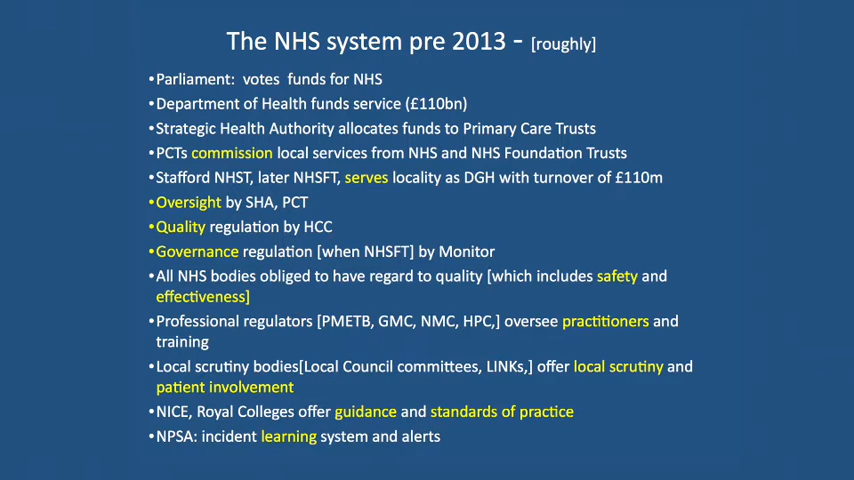 The NHS system pre 2013 – [roughly]
•Parliament:  votes  funds for NHS
•Department of Health funds service (£110bn)
•Strategic Health Authority allocates funds to Primary Care Trusts
•PCTs commission local services from NHS and NHS Foundation Trusts
•Stafford NHST, later NHSFT, serves locality as DGH with turnover of £110m
•Oversight by SHA, PCT
•Quality regulation by HCC
•Governance regulation [when NHSFT] by Monitor
•All NHS bodies obliged to have regard to quality [which includes safety and
effectiveness]
•Professional regulators [PMETB, GMC, NMC, HPC,] oversee practitioners and
training
•Local scrutiny bodies[Local Council committees, LINKs,] offer local scrutiny and
patient involvement
•NICE, Royal Colleges offer guidance and standards of practice
•NPSA: incident learning system and alerts